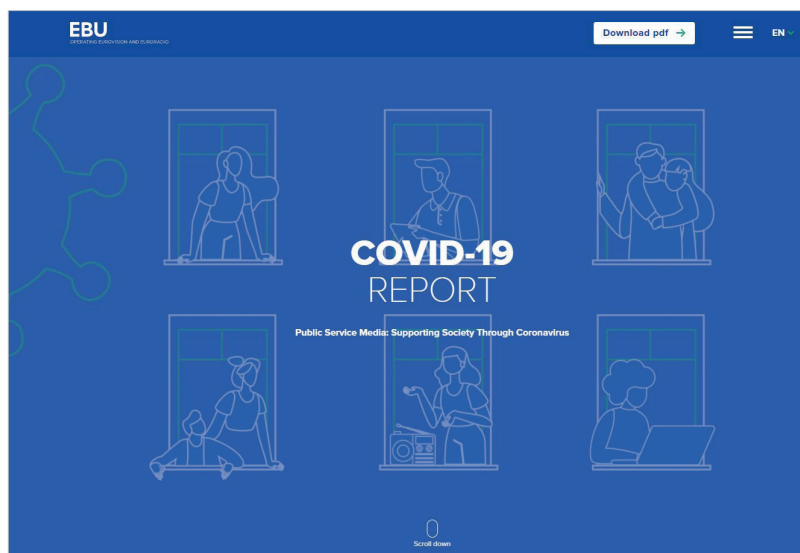 EBU
OPERATING EUROVISION AND EURORADIO
Download pdf →
EN
COVID-19
REPORT
Public Service Media: Supporting Society Through Coronavirus
Scroll down